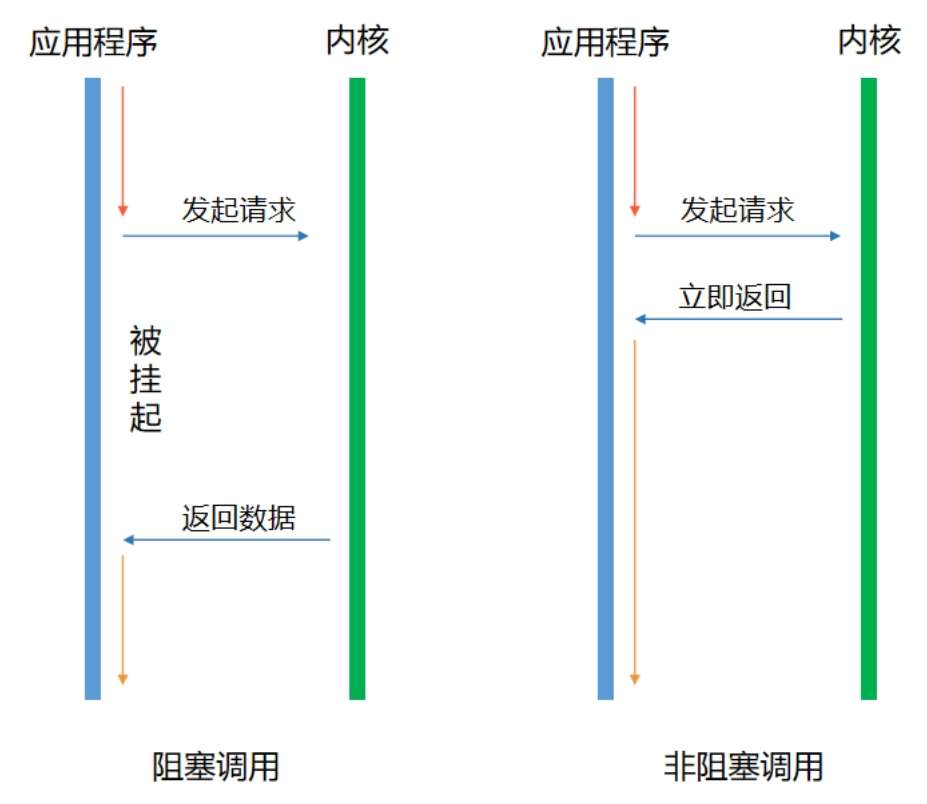 应用程序
内核
发起请求
被挂起
返回数据
阻塞调用
应用程序
内核
发起请求
立即返回
非阻塞调用